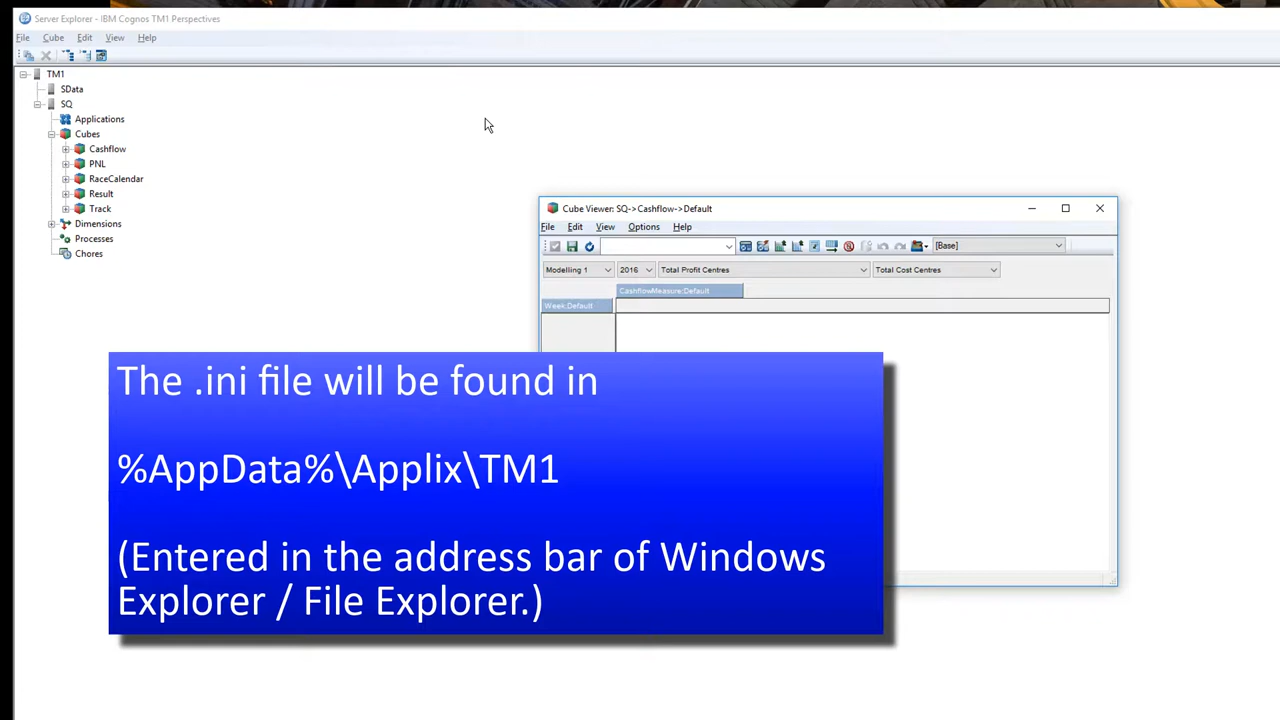 Server Explorer - IBM Cognos TM1 Perspectives
File Cube Edit View Help
TM1
SData
SQ
Applications
Cubes
Cashflow
PNL
RaceCalendar
Result
Track
Dimensions
Processes
Chores
Cube Viewer: SQ->Cashflow->Default
File Edit View Options Help
[Base]
Modelling 1 2016 Total Profit Centres Total Cost Centres
CashflowMeasure:Default
Week:Default
The .ini file will be found in
%AppData%\Applix\TM1
(Entered in the address bar of Windows
Explorer / File Explorer.)